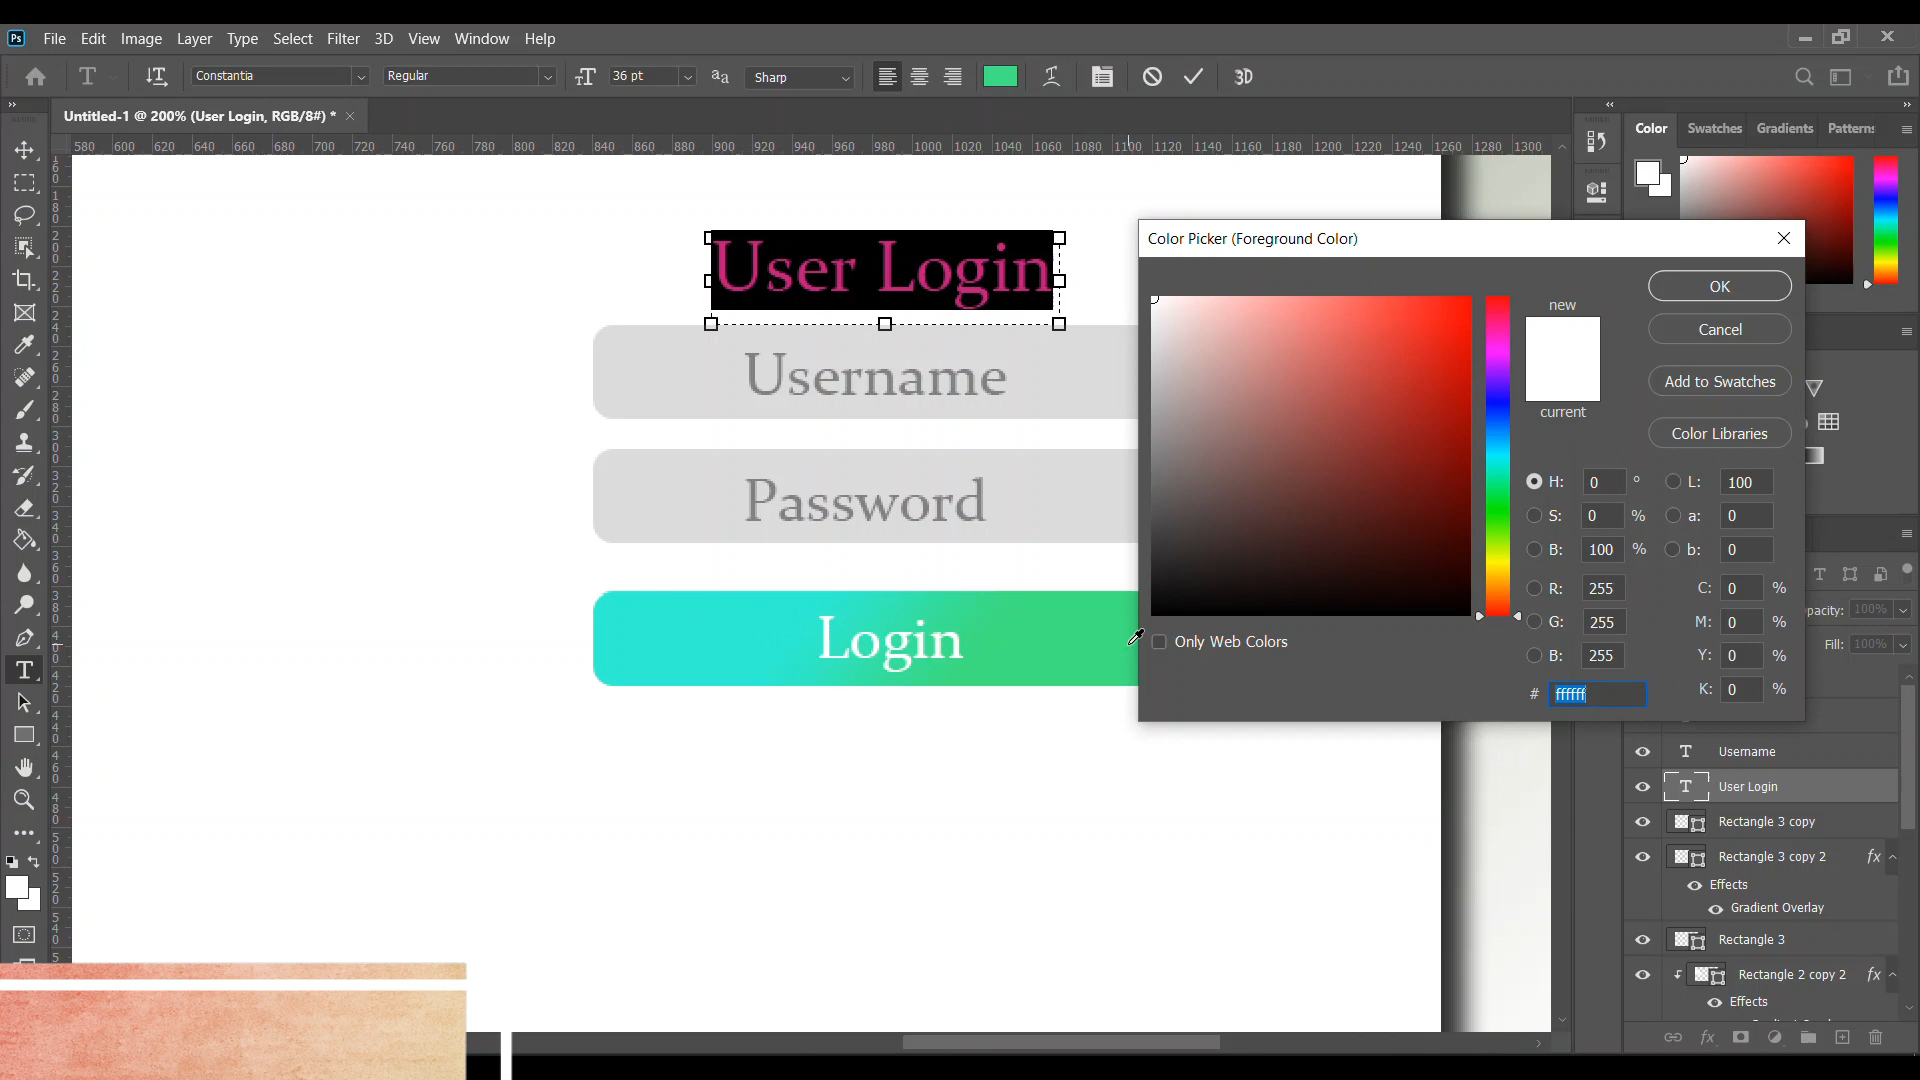 Ps File Edit Image Layer Type Select Filter 3D View Window Help
T Constantia Regular 36 pt Sharp 3D
Untitled-1 @ 200% (User Login, RGB/8#) *
580 600 620 640 660 680 700 720 740 760 780 800 820 840 860 880 900 920 940 960 980 1000 1020 1040 1060 1080 1100 1120 1140 1160 1180 1200 1220 1240 1260 1280 1300
Color Swatches Gradients Patterns
User Login
Username
Password
Login
Color Picker (Foreground Color)
new
current
OK
Cancel
Add to Swatches
Color Libraries
H: 0 ° L: 100
S: 0 % a: 0
B: 100 % b: 0
R: 255 C: 0 %
G: 255 M: 0 %
B: 255 Y: 0 %
# ffffff K: 0 %
Only Web Colors
pacity: 100%
Fill: 100%
T Username
T User Login
Rectangle 3 copy
Rectangle 3 copy 2 fx
Effects
Gradient Overlay
Rectangle 3
Rectangle 2 copy 2 fx
Effects